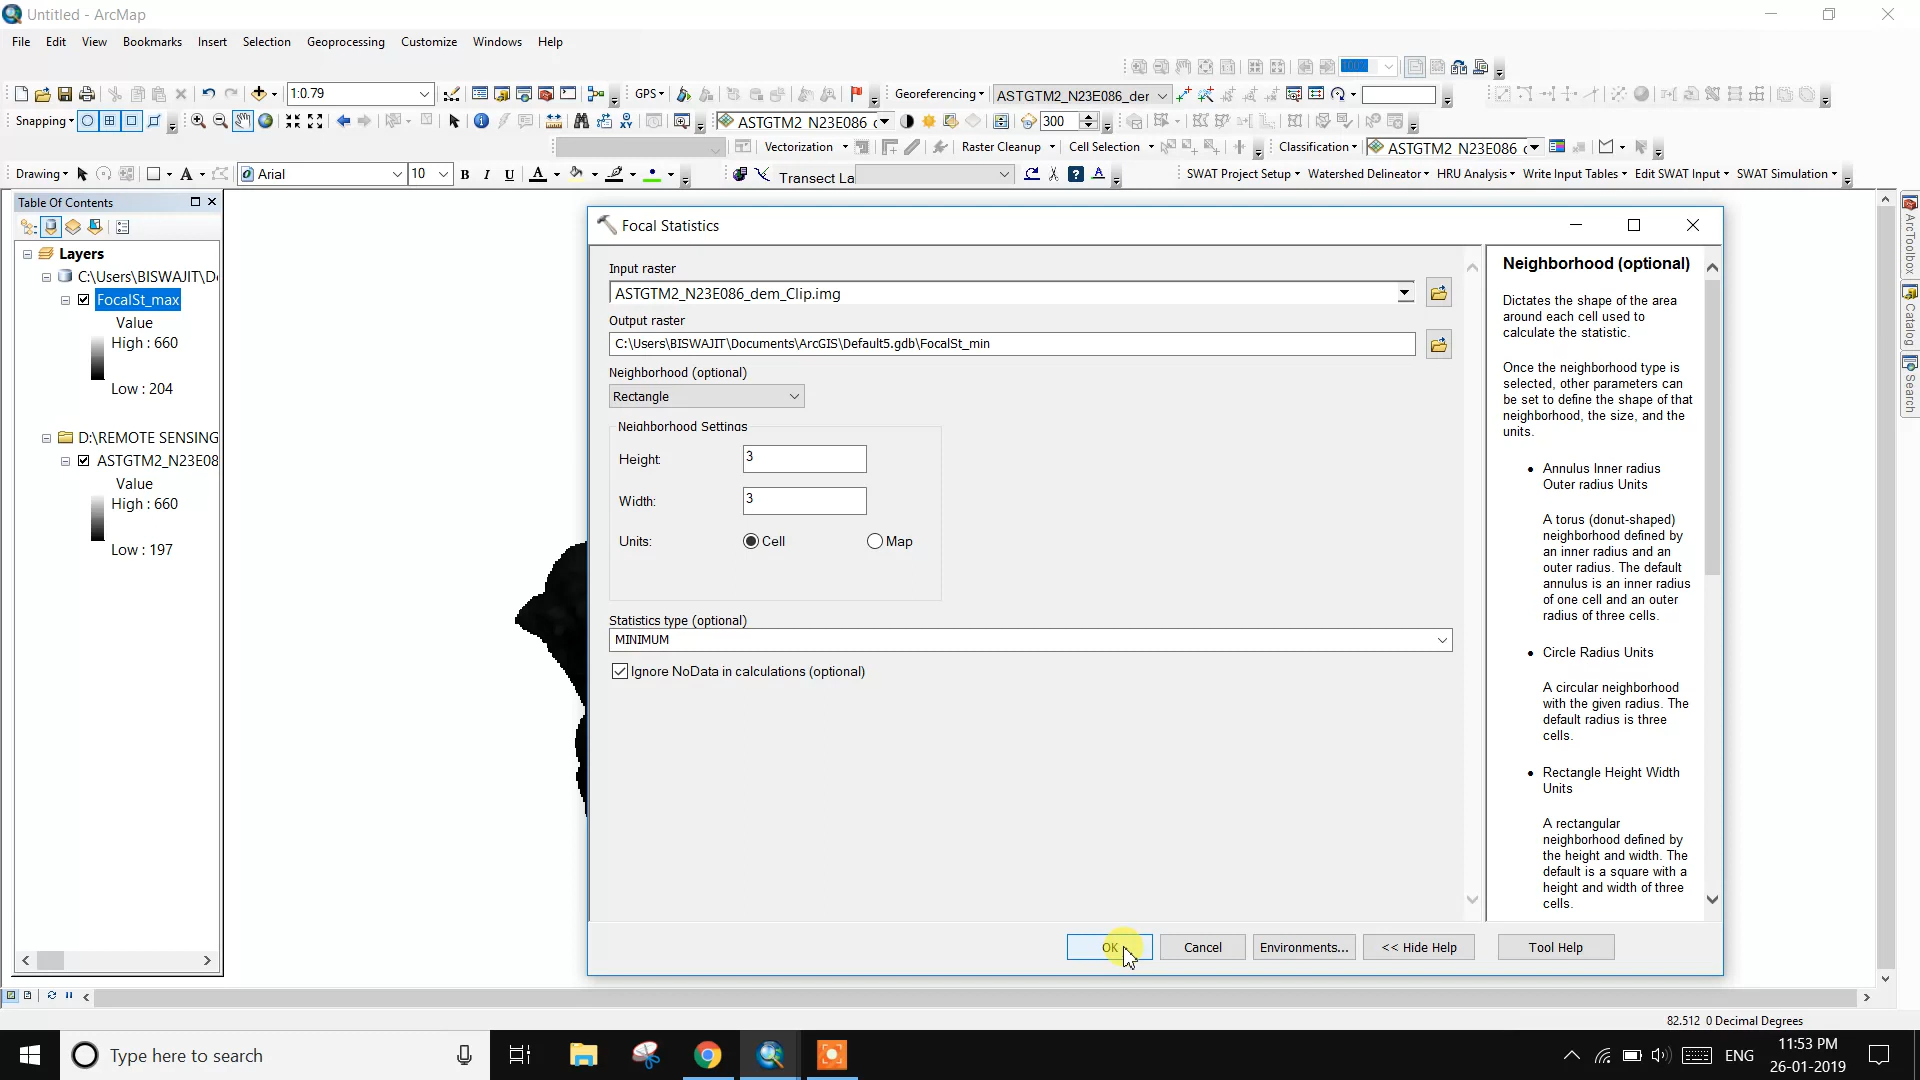 Untitled - ArcMap
File Edit View Bookmarks Insert Selection Geoprocessing Customize Windows Help
100%
1:0.79 GPS Georeferencing ASTGTM2_N23E086_der
Snapping ASTGTM2_N23E086_c 300
Vectorization Raster Cleanup Cell Selection Classification ASTGTM2_N23E086_c
Drawing A Arial 10 B I U A Transect La SWAT Project Setup Watershed Delineator HRU Analysis Write Input Tables Edit SWAT Input SWAT Simulation
Table Of Contents
Layers
C:\Users\BISWAJIT\D
FocalSt_max
Value
High : 660
Low : 204
D:\REMOTE SENSING
ASTGTM2_N23E08
Value
High : 660
Low : 197
Focal Statistics
Input raster
ASTGTM2_N23E086_dem_Clip.img
Output raster
C:\Users\BISWAJIT\Documents\ArcGIS\Default5.gdb\FocalSt_min
Neighborhood (optional)
Rectangle
Neighborhood Settings
Height: 3
Width: 3
Units: Cell Map
Statistics type (optional)
MINIMUM
Ignore NoData in calculations (optional)
OK Cancel Environments... << Hide Help Tool Help
Neighborhood (optional)
Dictates the shape of the area
around each cell used to
calculate the statistic.
Once the neighborhood type is
selected, other parameters can
be set to define the shape of that
neighborhood, the size, and the
units.
• Annulus Inner radius
Outer radius Units
A torus (donut-shaped)
neighborhood defined by
an inner radius and an
outer radius. The default
annulus is an inner radius
of one cell and an outer
radius of three cells.
• Circle Radius Units
A circular neighborhood
with the given radius. The
default radius is three
cells.
• Rectangle Height Width
Units
A rectangular
neighborhood defined by
the height and width. The
default is a square with a
height and width of three
cells.
ArcToolbox
Catalog
Search
82.512 0 Decimal Degrees
Type here to search
ENG
11:53 PM
26-01-2019